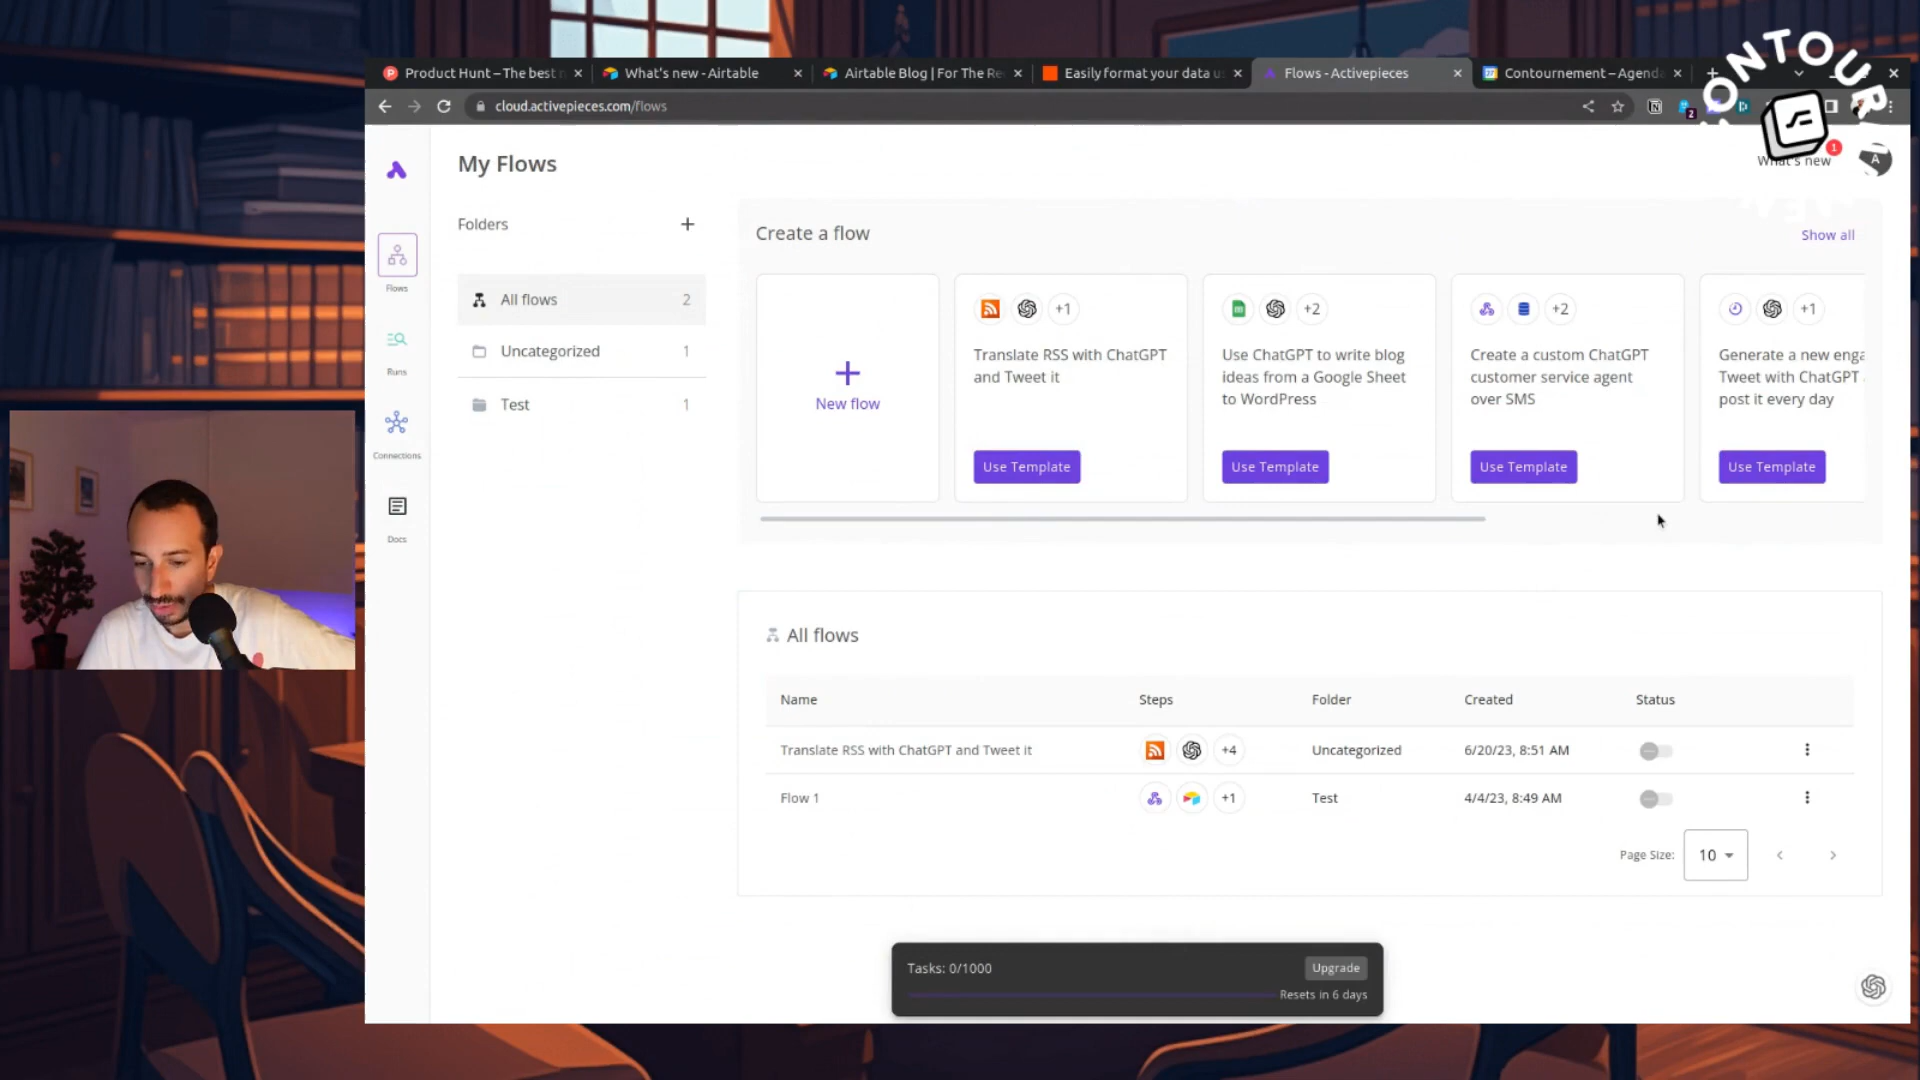 Product Hunt – The best n
What's new - Airtable
Airtable Blog | For The Re
Easily format your data u
Flows - Activepieces
Contournement – Agenda
CONTOUR
cloud.activepieces.com/flows
2
My Flows
What's new
1
A
Folders
Create a flow
Show all
Flows
Runs
Connections
Docs
All flows 2
Uncategorized 1
Test 1
New flow
+1
Translate RSS with ChatGPT
and Tweet it
Use Template
+2
Use ChatGPT to write blog
ideas from a Google Sheet
to WordPress
Use Template
+2
Create a custom ChatGPT
customer service agent
over SMS
Use Template
+1
Generate a new enga
Tweet with ChatGPT
post it every day
Use Template
All flows
Name Steps Folder Created Status
Translate RSS with ChatGPT and Tweet it +4 Uncategorized 6/20/23, 8:51 AM
Flow 1 +1 Test 4/4/23, 8:49 AM
Page Size: 10
Tasks: 0/1000
Upgrade
Resets in 6 days